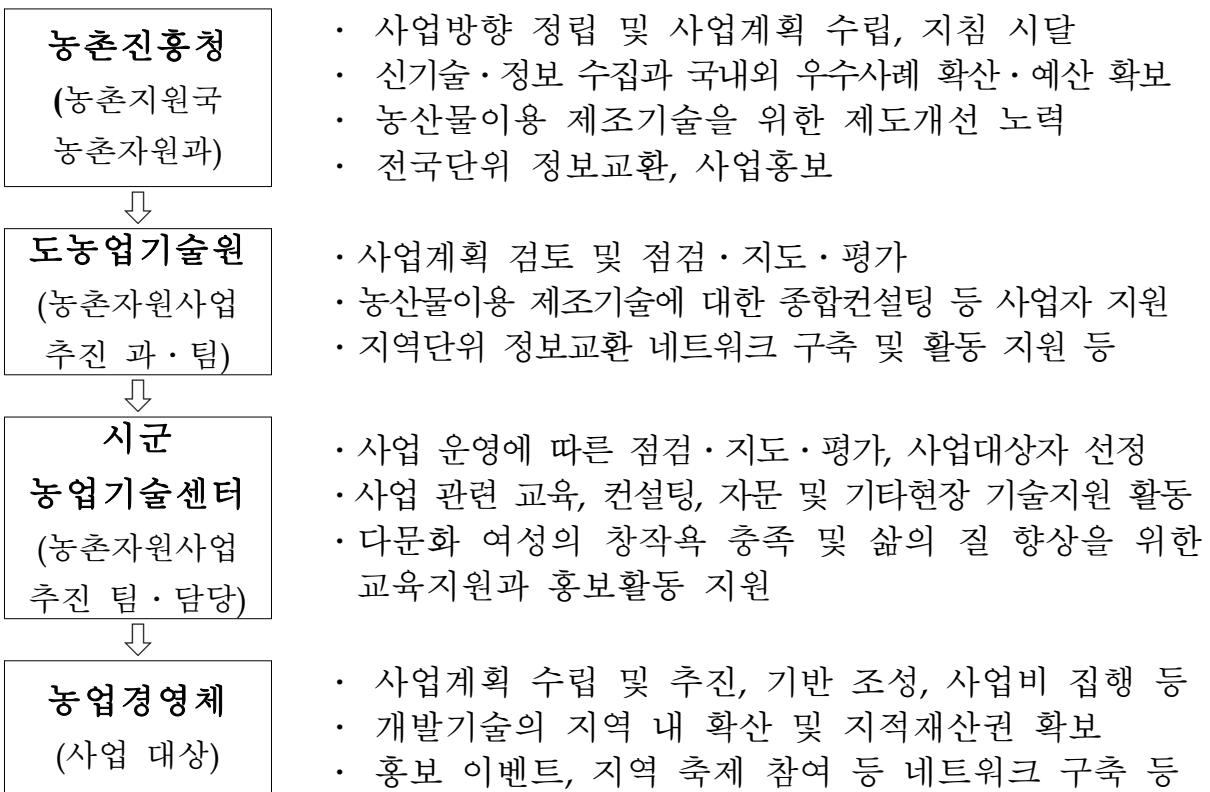 농촌진흥청
(농촌지원국
농촌자원과)
· 사업방향 정립 및 사업계획 수립, 지침 시달
· 신기술·정보 수집과 국내외 우수사례 확산·예산 확보
· 농산물이용 제조기술을 위한 제도개선 노력
· 전국단위 정보교환, 사업홍보
⇩
도농업기술원
(농촌자원사업
추진 과·팀)
·사업계획 검토 및 점검·지도·평가
·농산물이용 제조기술에 대한 종합컨설팅 등 사업자 지원
·지역단위 정보교환 네트워크 구축 및 활동 지원 등
⇩
시군
농업기술센터
(농촌자원사업
추진 팀·담당)
·사업 운영에 따른 점검·지도·평가, 사업대상자 선정
·사업 관련 교육, 컨설팅, 자문 및 기타현장 기술지원 활동
·다문화 여성의 창작욕 충족 및 삶의 질 향상을 위한
교육지원과 홍보활동 지원
⇩
농업경영체
(사업 대상)
· 사업계획 수립 및 추진, 기반 조성, 사업비 집행 등
· 개발기술의 지역 내 확산 및 지적재산권 확보
· 홍보 이벤트, 지역 축제 참여 등 네트워크 구축 등